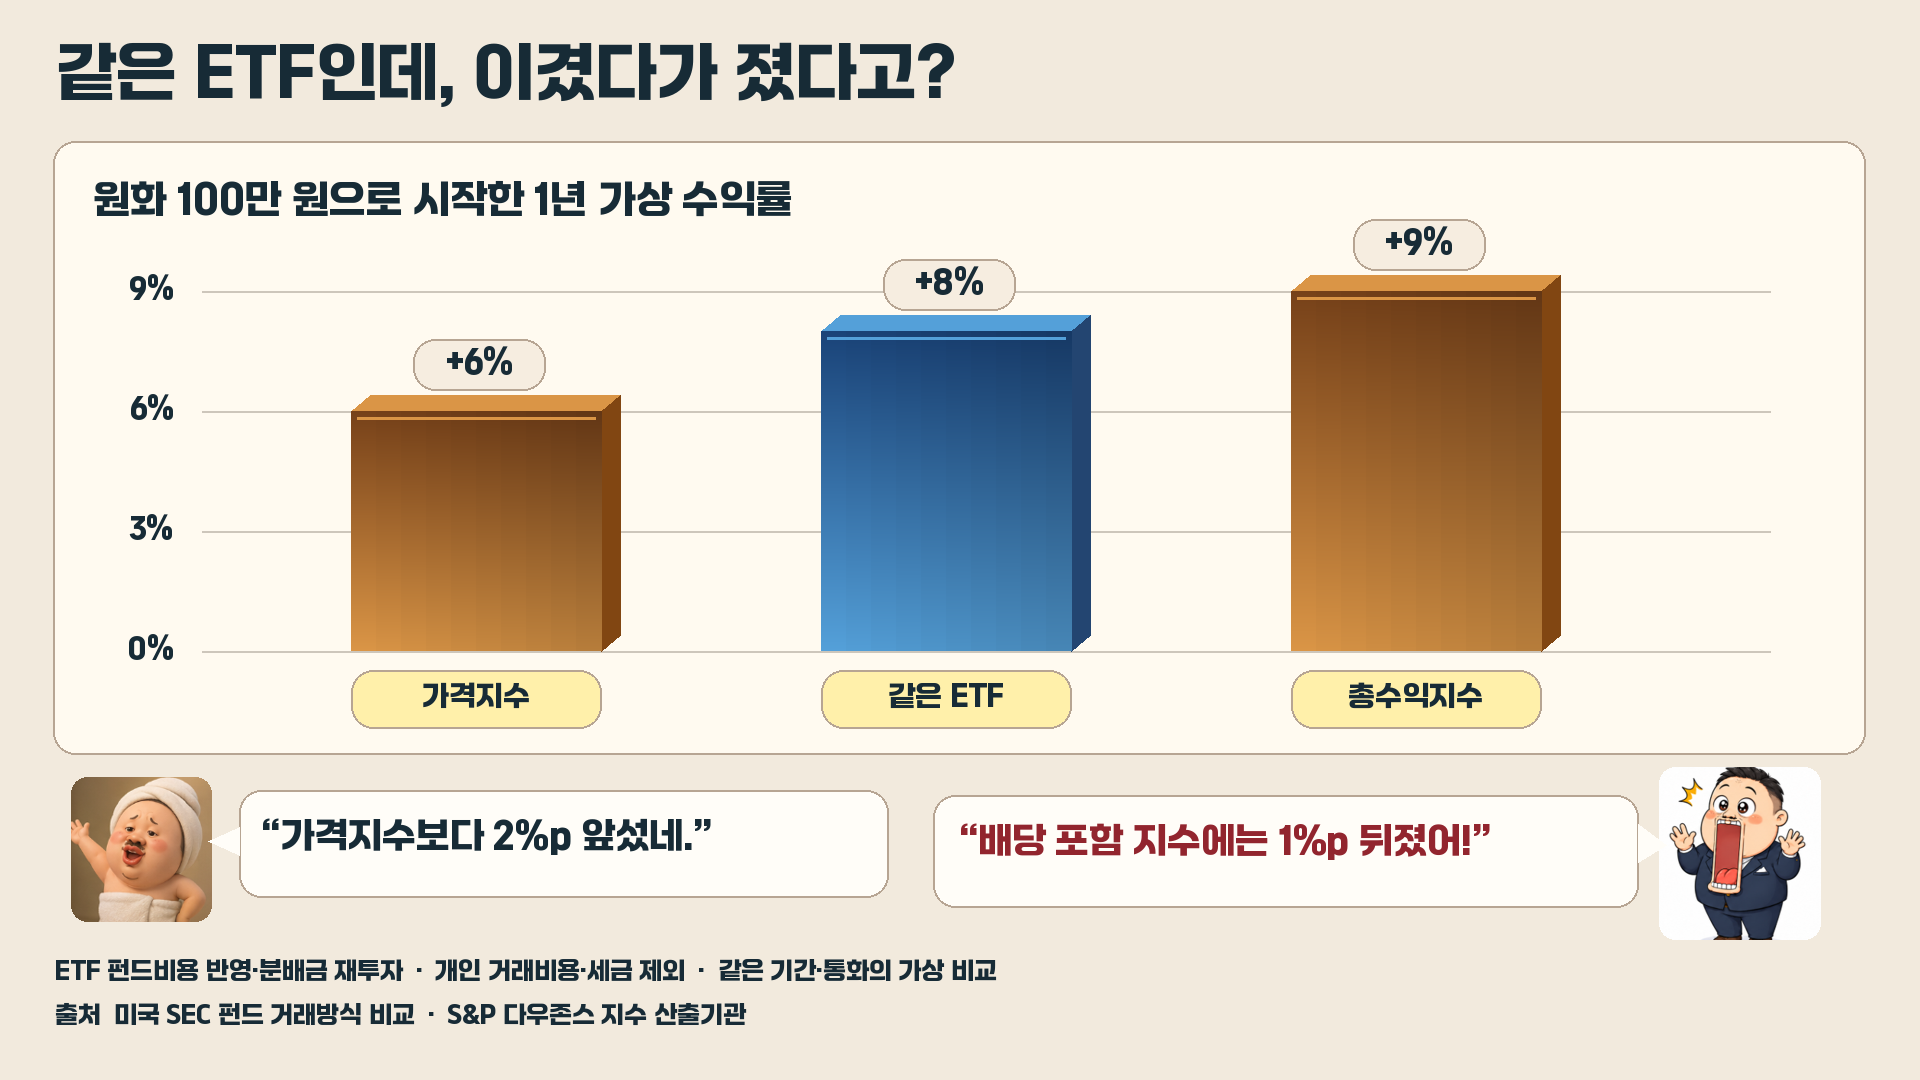 같은 ETF인데, 이겼다가 졌다고?
원화 100만 원으로 시작한 1년 가상 수익률
+9%
+8%
+6%
9%
6%
3%
0%
가격지수
같은 ETF
총수익지수
“가격지수보다 2%p 앞섰네.”
“배당 포함 지수에는 1%p 뒤졌어!”
ETF 펀드비용 반영·분배금 재투자 · 개인 거래비용·세금 제외 · 같은 기간·통화의 가상 비교
출처 미국 SEC 펀드 거래방식 비교 · S&P 다우존스 지수 산출기관